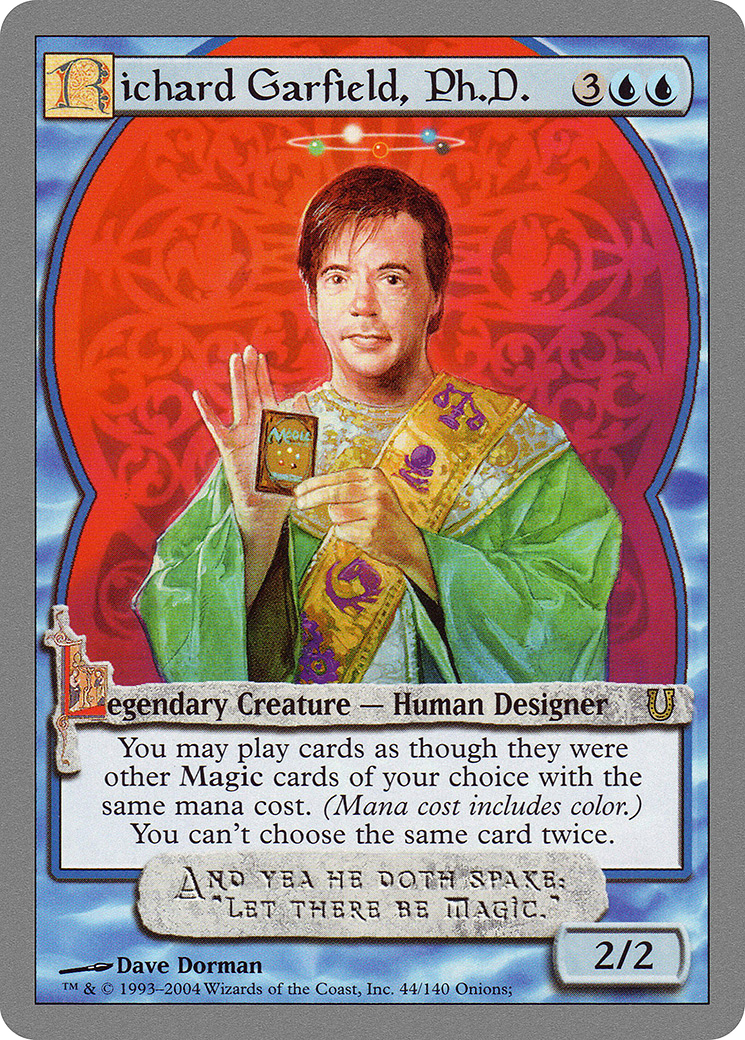 Richard Garfield, Ph.D. 3
Magic
Legendary Creature — Human Designer
You may play cards as though they were
other Magic cards of your choice with the
same mana cost. (Mana cost includes color.)
You can't choose the same card twice.
And yea he doth spake:
"Let there be Magic."
2/2
Dave Dorman
™ & © 1993–2004 Wizards of the Coast, Inc. 44/140 Onions;